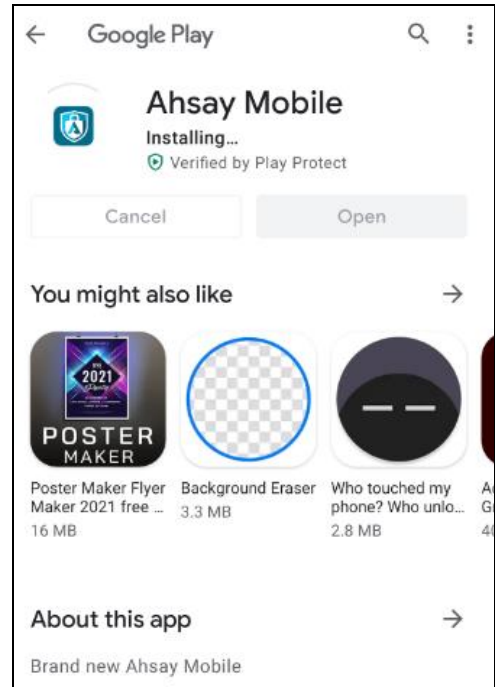 Google Play
Ahsay Mobile
Installing...
Verified by Play Protect
Cancel
Open
You might also like
2021
POSTER
MAKER
Poster Maker Flyer
Maker 2021 free ...
16 MB
Background Eraser
3.3 MB
Who touched my
phone? Who unlo...
2.8 MB
About this app
Brand new Ahsay Mobile